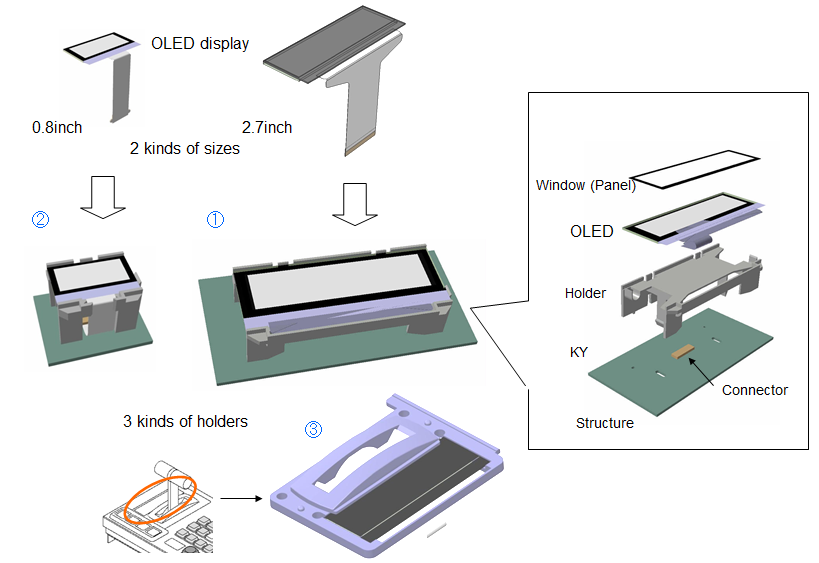 OLED display
0.8inch
2.7inch
2 kinds of sizes
②
①
Window (Panel)
OLED
Holder
KY
Connector
Structure
3 kinds of holders
③